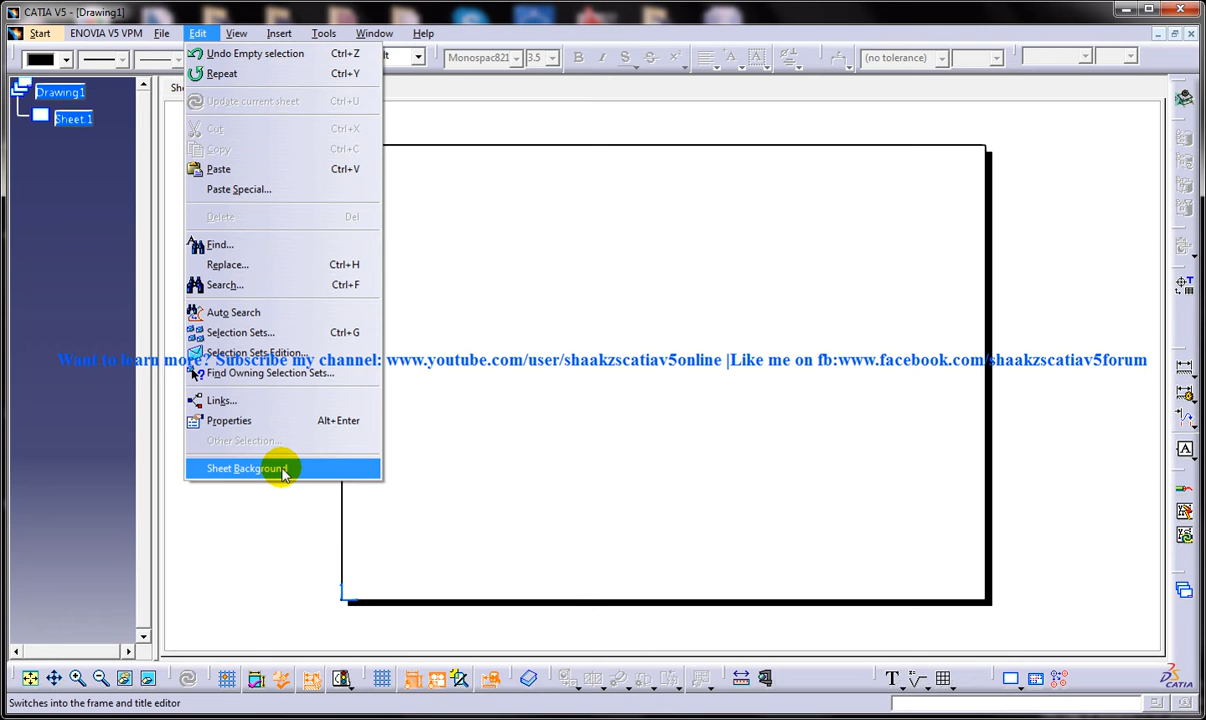 CATIA V5 - [Drawing1]
Start ENOVIA V5 VPM File Edit View Insert Tools Window Help
Monospac821 3.5 B I S S (no tolerance)
Undo Empty selection Ctrl+Z
Repeat Ctrl+Y
Update current sheet Ctrl+U
Cut Ctrl+X
Copy Ctrl+C
Paste Ctrl+V
Paste Special...
Delete Del
Find...
Replace... Ctrl+H
Search... Ctrl+F
Auto Search
Selection Sets... Ctrl+G
Selection Sets Edition...
Find Owning Selection Sets...
Links...
Properties Alt+Enter
Other Selection...
Sheet Background
Drawing1
Sheet.1
Want to learn more? Subscribe my channel: www.youtube.com/user/shaakzscatiav5online |Like me on fb:www.facebook.com/shaakzscatiav5forum
CATIA
Switches into the frame and title editor